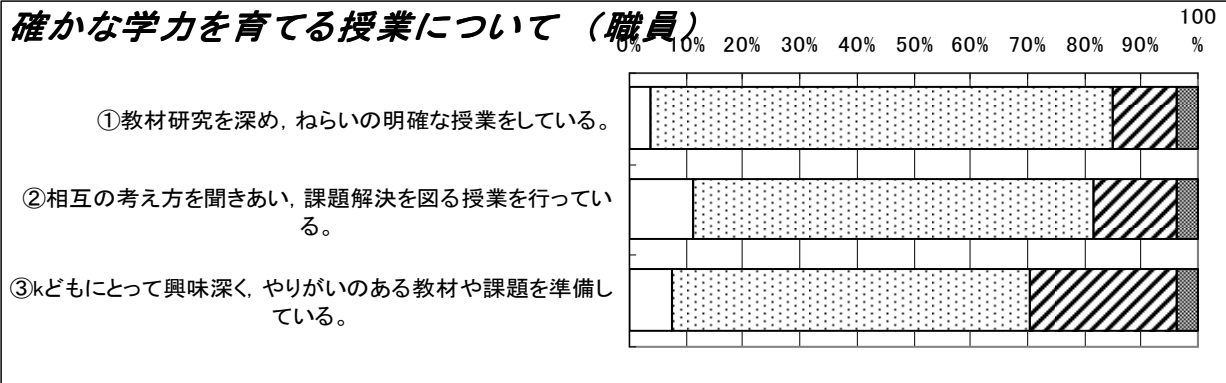 確かな学力を育てる授業について （職員）
0% 10% 20% 30% 40% 50% 60% 70% 80% 90% 100
%
①教材研究を深め，ねらいの明確な授業をしている。
②相互の考え方を聞きあい，課題解決を図る授業を行ってい
る。
③kどもにとって興味深く，やりがいのある教材や課題を準備し
ている。